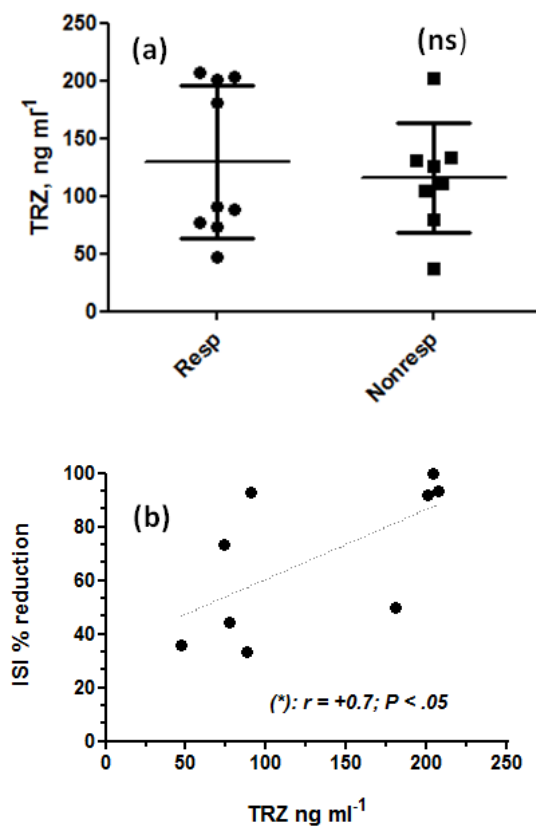 (a)
(ns)
TRZ, ng ml-1
250
200
150
100
50
0
Resp
Nonresp
(b)
ISI % reduction
100
80
60
40
20
0
(*): r = +0.7; P < .05
0
50
100
150
200
250
TRZ ng ml-1